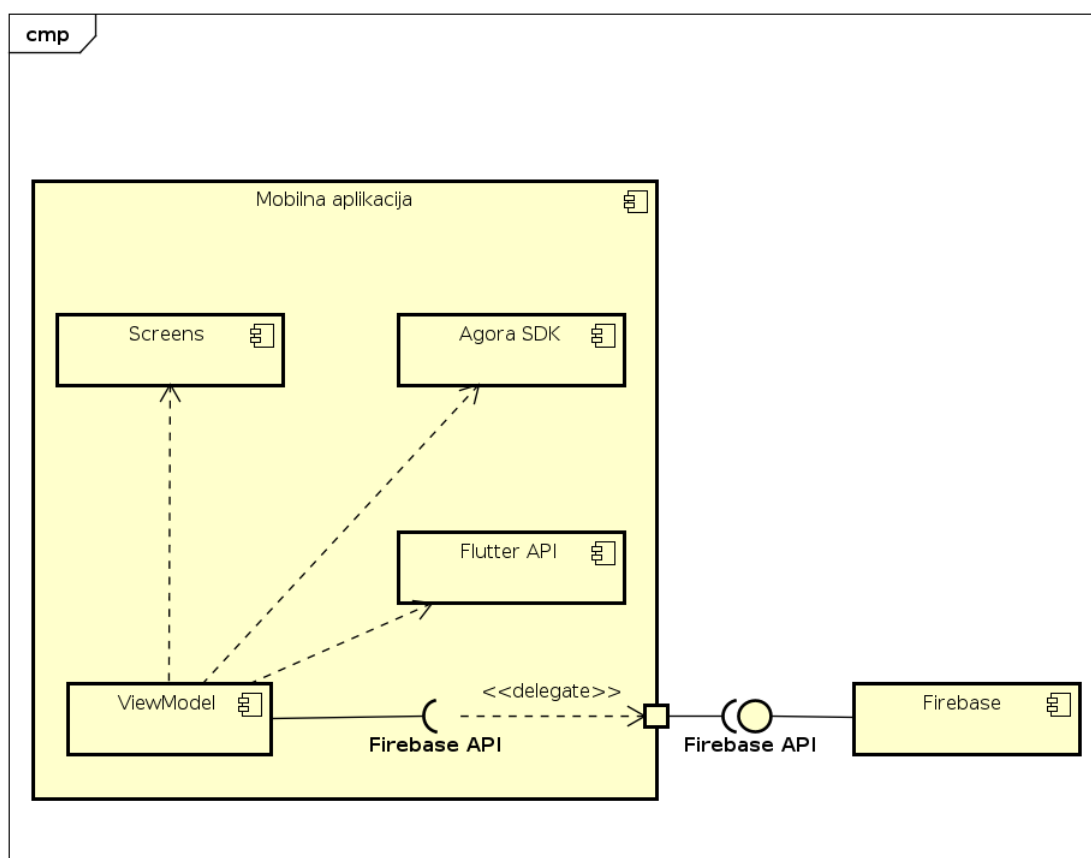 cmp
Mobilna aplikacija
Screens
Agora SDK
Flutter API
ViewModel
<<delegate>>
Firebase
Firebase API
Firebase API